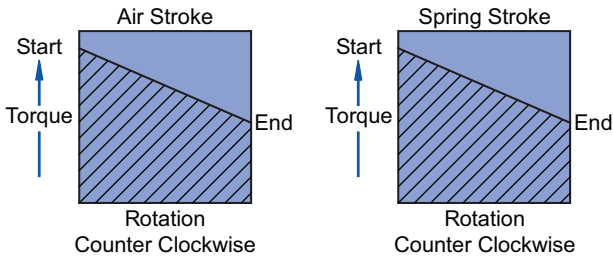 Air Stroke
Start
Torque
End
Rotation
Counter Clockwise
Spring Stroke
Start
Torque
End
Rotation
Counter Clockwise